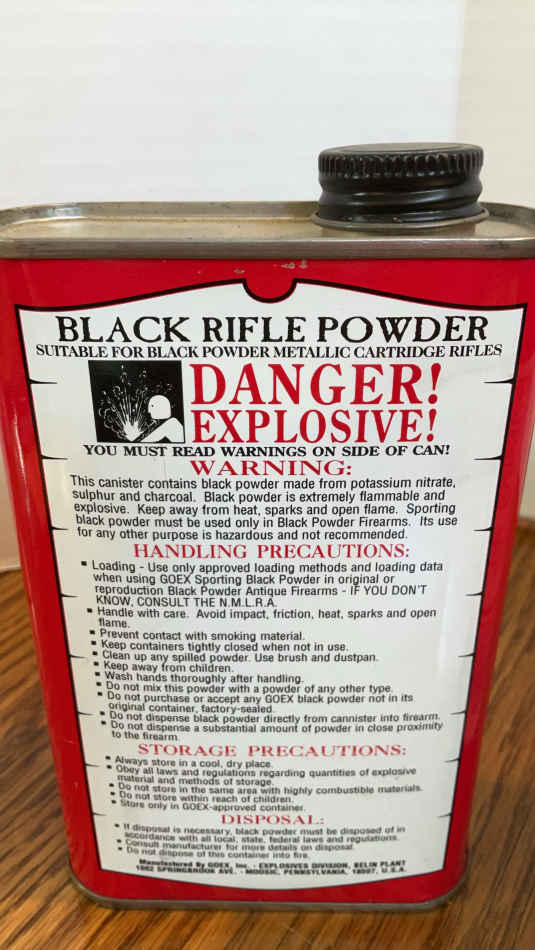 BLACK RIFLE POWDER
SUITABLE FOR BLACK POWDER METALLIC CARTRIDGE RIFLES
DANGER!
EXPLOSIVE!
YOU MUST READ WARNINGS ON SIDE OF CAN!
WARNING:
This canister contains black powder made from potassium nitrate,
sulphur and charcoal. Black powder is extremely flammable and
explosive. Keep away from heat, sparks and open flame. Sporting
black powder must be used only in Black Powder Firearms. Its use
for any other purpose is hazardous and not recommended.
HANDLING PRECAUTIONS:
▪ Loading - Use only approved loading methods and loading data
when using GOEX Sporting Black Powder in original or
reproduction Black Powder Antique Firearms - IF YOU DON'T
KNOW, CONSULT THE N.M.L.R.A.
▪ Handle with care. Avoid impact, friction, heat, sparks and open
flame.
▪ Prevent contact with smoking material.
▪ Keep containers tightly closed when not in use.
▪ Clean up any spilled powder. Use brush and dustpan.
▪ Keep away from children.
▪ Wash hands thoroughly after handling.
▪ Do not mix this powder with a powder of any other type.
▪ Do not purchase or accept any GOEX black powder not in its
original container, factory-sealed.
▪ Do not dispense black powder directly from cannister into firearm.
▪ Do not dispense a substantial amount of powder in close proximity
to the firearm.
STORAGE PRECAUTIONS:
▪ Always store in a cool, dry place.
▪ Obey all laws and regulations regarding quantities of explosive
material and methods of storage.
▪ Do not store in the same area with highly combustible materials.
▪ Do not store within reach of children.
▪ Store only in GOEX-approved container.
DISPOSAL:
▪ If disposal is necessary, black powder must be disposed of in
accordance with all local, state, federal laws and regulations.
▪ Consult manufacturer for more details on disposal.
▪ Do not dispose of this container into fire.
Manufactured By GOEX, Inc. - EXPLOSIVES DIVISION, BELIN PLANT
1002 SPRINGBROOK AVE. - MOOSIC, PENNSYLVANIA, 18507, U.S.A.